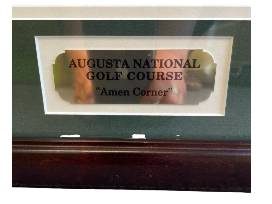 AUGUSTA NATIONAL
GOLF COURSE
"Amen Corner"